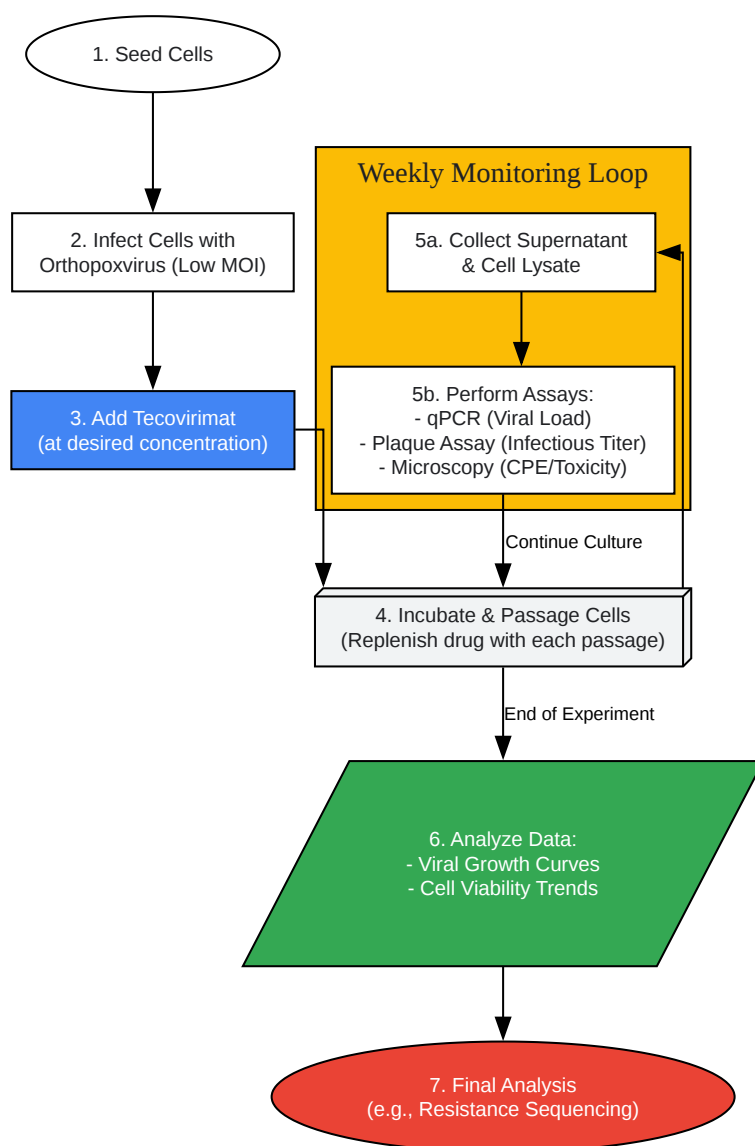 1. Seed Cells
Weekly Monitoring Loop
2. Infect Cells with
Orthopoxvirus (Low MOI)
5a. Collect Supernatant
& Cell Lysate
3. Add Tecovirimat
(at desired concentration)
5b. Perform Assays:
- qPCR (Viral Load)
- Plaque Assay (Infectious Titer)
- Microscopy (CPE/Toxicity)
Continue Culture
4. Incubate & Passage Cells
(Replenish drug with each passage)
End of Experiment
6. Analyze Data:
- Viral Growth Curves
- Cell Viability Trends
7. Final Analysis
(e.g., Resistance Sequencing)